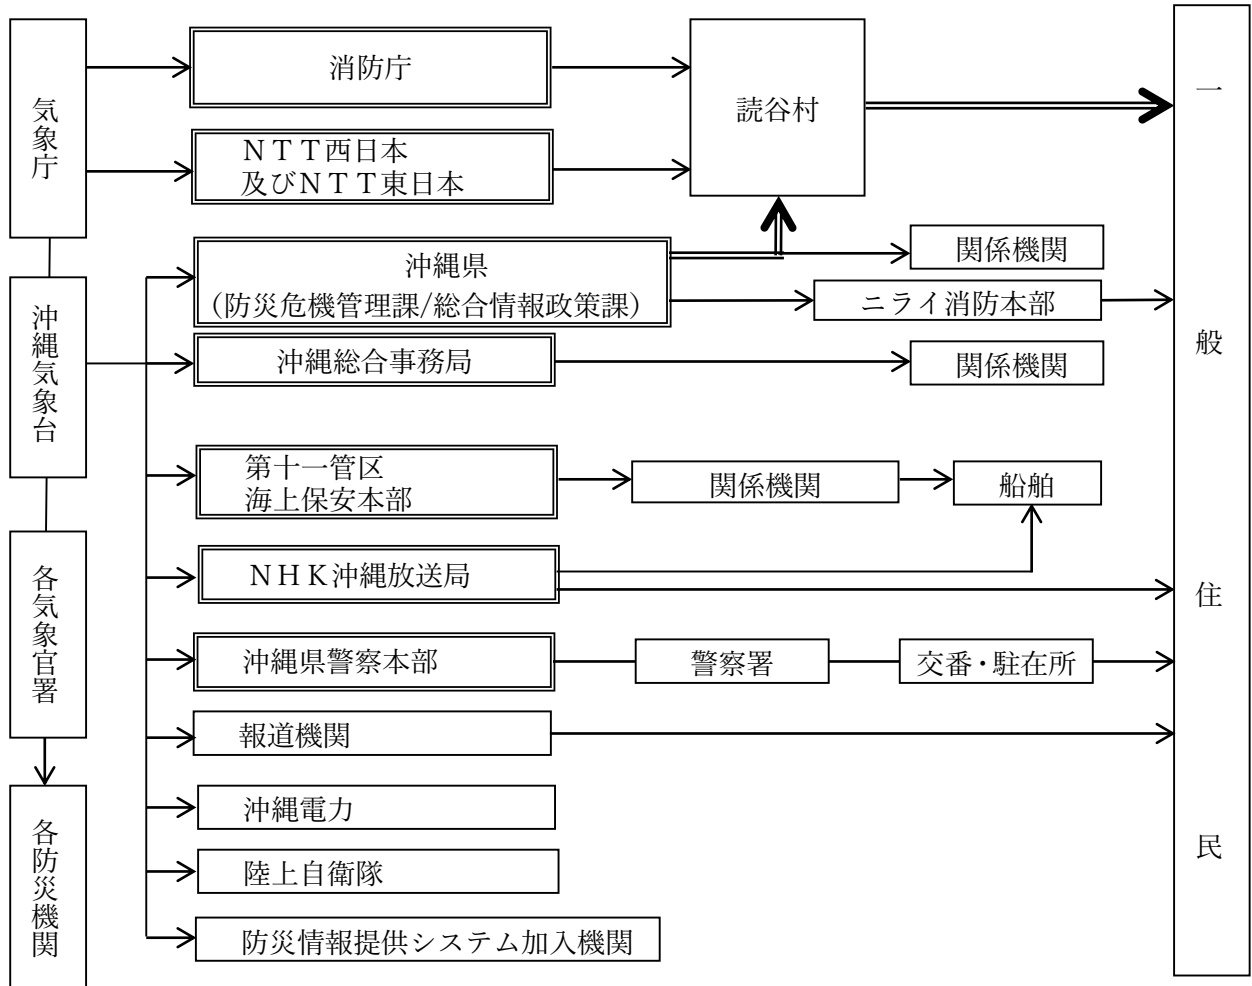 気象庁
消防庁
ＮＴＴ西日本
及びＮＴＴ東日本
読谷村
沖縄気象台
沖縄県
（防災危機管理課/総合情報政策課）
関係機関
ニライ消防本部
沖縄総合事務局
関係機関
第十一管区
海上保安本部
関係機関
船舶
各気象官署
ＮＨＫ沖縄放送局
沖縄県警察本部
警察署
交番・駐在所
報道機関
各防災機関
沖縄電力
陸上自衛隊
防災情報提供システム加入機関
一般住民